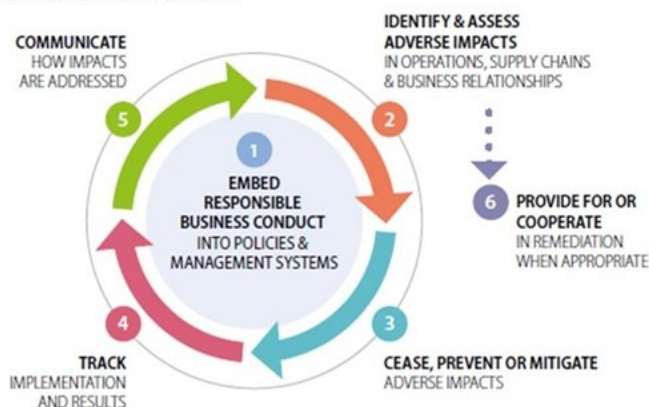 COMMUNICATE
HOW IMPACTS
ARE ADDRESSED
5
IDENTIFY & ASSESS
ADVERSE IMPACTS
IN OPERATIONS, SUPPLY CHAINS
& BUSINESS RELATIONSHIPS
2
1
EMBED
RESPONSIBLE
BUSINESS CONDUCT
INTO POLICIES &
MANAGEMENT SYSTEMS
6
PROVIDE FOR OR
COOPERATE
IN REMEDIATION
WHEN APPROPRIATE
4
TRACK
IMPLEMENTATION
AND RESULTS
3
CEASE, PREVENT OR MITIGATE
ADVERSE IMPACTS